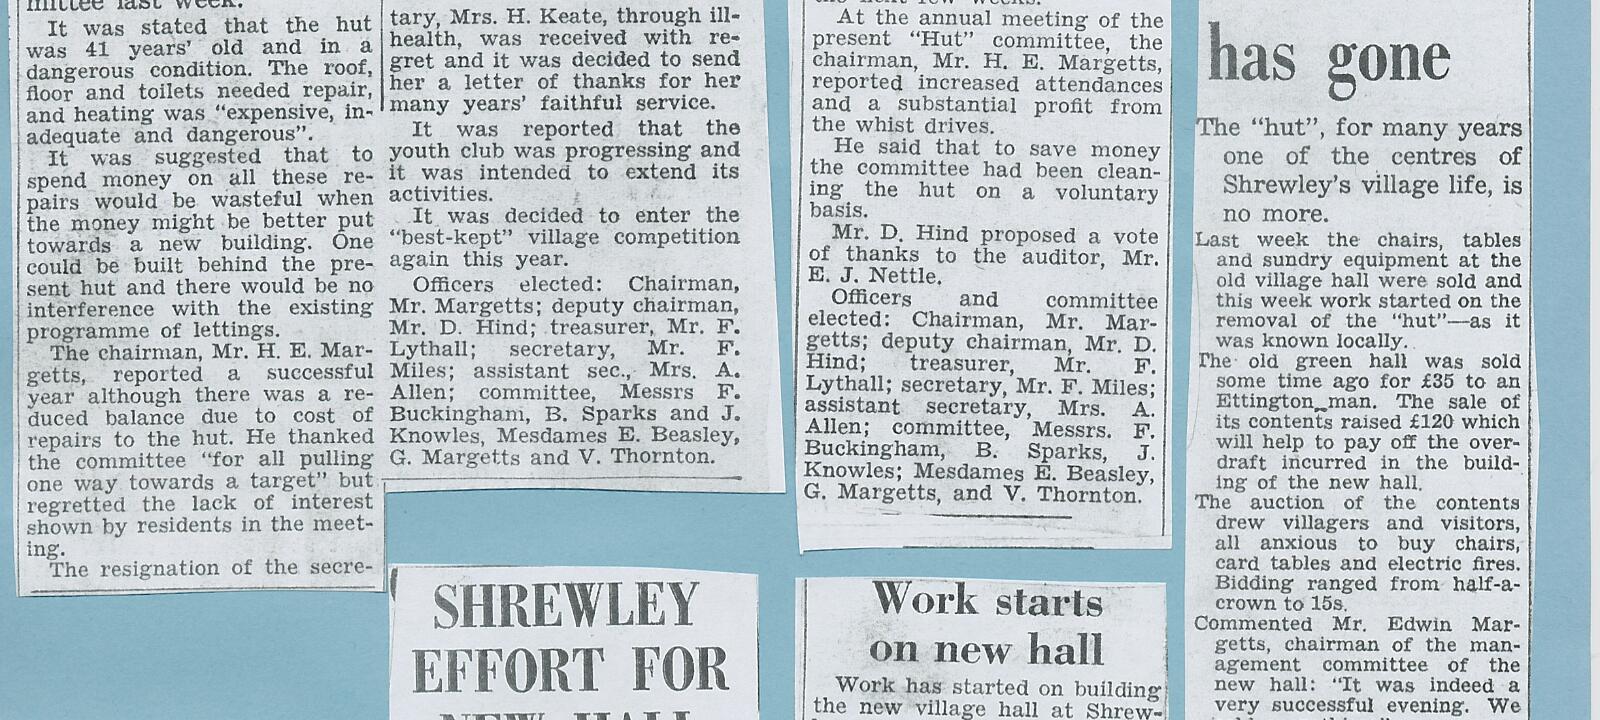 mittee last week.
It was stated that the hut
was 41 years' old and in a
dangerous condition. The roof,
floor and toilets needed repair,
and heating was "expensive, in-
adequate and dangerous".
It was suggested that to
spend money on all these re-
pairs would be wasteful when
the money might be better put
towards a new building. One
could be built behind the pre-
sent hut and there would be no
interference with the existing
programme of lettings.
The chairman, Mr. H. E. Mar-
getts, reported a successful
year although there was a re-
duced balance due to cost of
repairs to the hut. He thanked
the committee "for all pulling
one way towards a target" but
regretted the lack of interest
shown by residents in the meet-
ing.
The resignation of the secre-
tary, Mrs. H. Keate, through ill-
health, was received with re-
gret and it was decided to send
her a letter of thanks for her
many years' faithful service.
It was reported that the
youth club was progressing and
it was intended to extend its
activities.
It was decided to enter the
"best-kept" village competition
again this year.
Officers elected: Chairman,
Mr. Margetts; deputy chairman,
Mr. D. Hind; treasurer, Mr. F.
Lythall; secretary, Mr. F.
Miles; assistant sec., Mrs. A.
Allen; committee, Messrs F.
Buckingham, B. Sparks and J.
Knowles, Mesdames E. Beasley,
G. Margetts and V. Thornton.
SHREWLEY
EFFORT FOR
NEW HALL
the next few weeks.
At the annual meeting of the
present "Hut" committee, the
chairman, Mr. H. E. Margetts,
reported increased attendances
and a substantial profit from
the whist drives.
He said that to save money
the committee had been clean-
ing the hut on a voluntary
basis.
Mr. D. Hind proposed a vote
of thanks to the auditor, Mr.
E. J. Nettle.
Officers and committee
elected: Chairman, Mr. Mar-
getts; deputy chairman, Mr. D.
Hind; treasurer, Mr. F.
Lythall; secretary, Mr. F. Miles;
assistant secretary, Mrs. A.
Allen; committee, Messrs. F.
Buckingham, B. Sparks, J.
Knowles; Mesdames E. Beasley,
G. Margetts, and V. Thornton.
Work starts
on new hall
Work has started on building
the new village hall at Shrew-
has gone
The "hut", for many years
one of the centres of
Shrewley's village life, is
no more.
Last week the chairs, tables
and sundry equipment at the
old village hall were sold and
this week work started on the
removal of the "hut"—as it
was known locally.
The old green hall was sold
some time ago for £35 to an
Ettington man. The sale of
its contents raised £120 which
will help to pay off the over-
draft incurred in the build-
ing of the new hall.
The auction of the contents
drew villagers and visitors,
all anxious to buy chairs,
card tables and electric fires.
Bidding ranged from half-a-
crown to 15s.
Commented Mr. Edwin Mar-
getts, chairman of the man-
agement committee of the
new hall: "It was indeed a
very successful evening. We